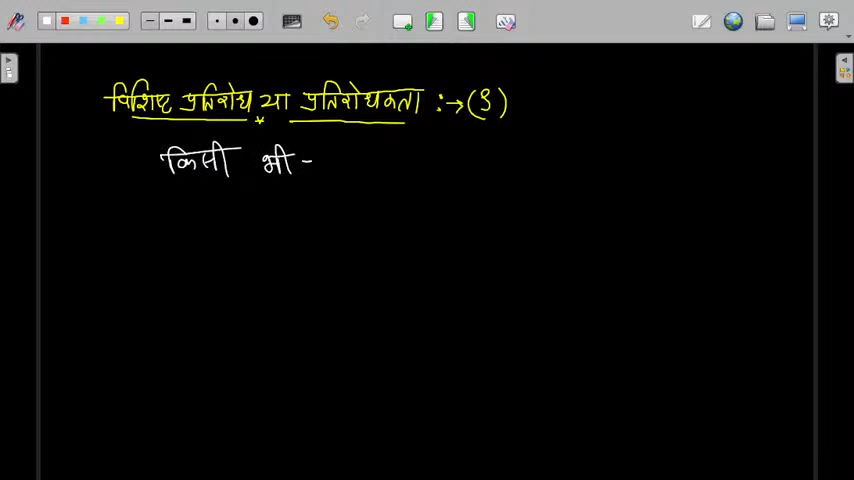 विशिष्ट प्रतिरोध या प्रतिरोधकता :→(ρ)
किसी भी -